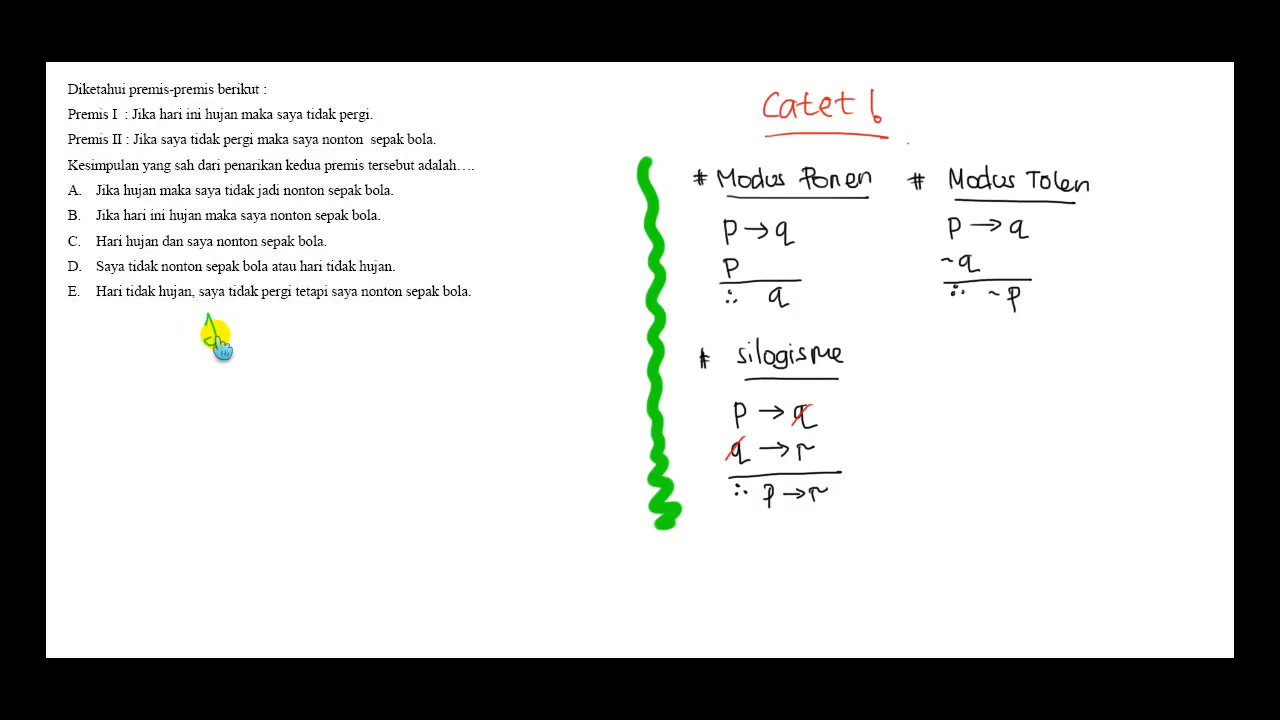 Diketahui premis-premis berikut :
Premis I : Jika hari ini hujan maka saya tidak pergi.
Premis II : Jika saya tidak pergi maka saya nonton sepak bola.
Kesimpulan yang sah dari penarikan kedua premis tersebut adalah….
A. Jika hujan maka saya tidak jadi nonton sepak bola.
B. Jika hari ini hujan maka saya nonton sepak bola.
C. Hari hujan dan saya nonton sepak bola.
D. Saya tidak nonton sepak bola atau hari tidak hujan.
E. Hari tidak hujan, saya tidak pergi tetapi saya nonton sepak bola.
Catet !
# Modus Ponen
p → q
p
∴ q
# Modus Tolen
p → q
~q
∴ ~p
# silogisme
p → q
q → r
∴ p → r